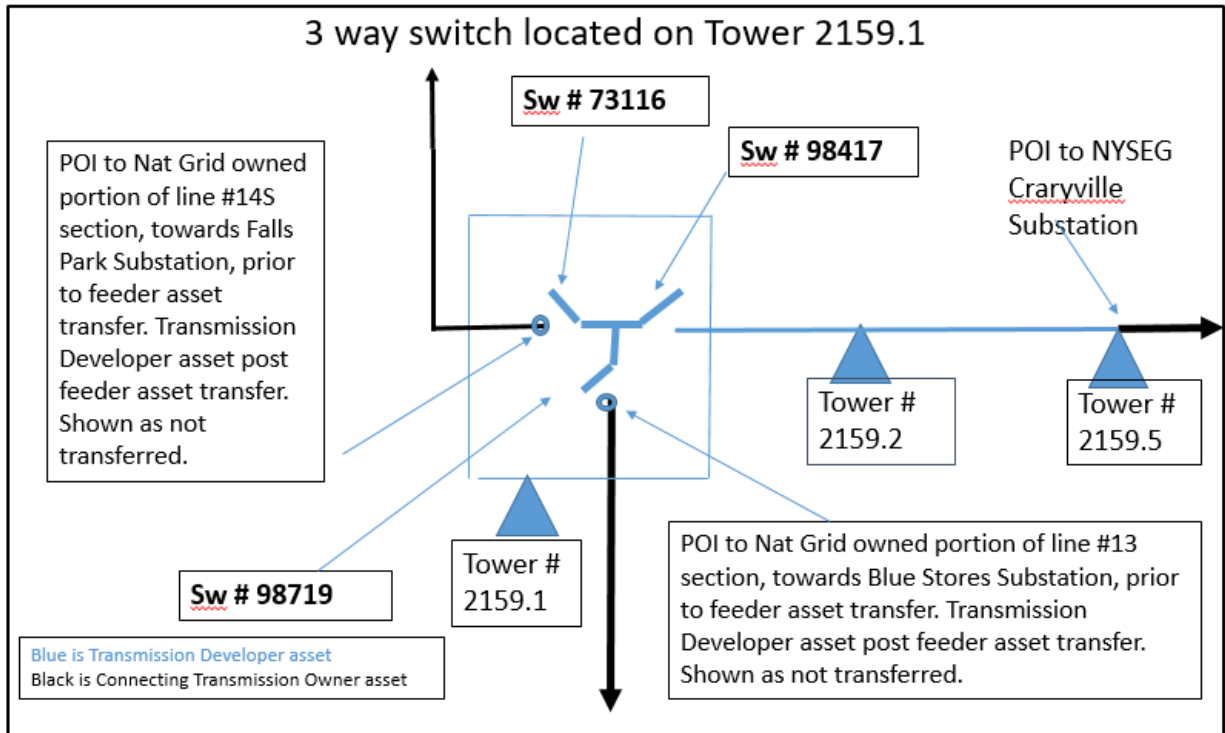 3 way switch located on Tower 2159.1
Sw # 73116
Sw # 98417
POI to NYSEG
Craryville
Substation
POI to Nat Grid owned
portion of line #14S
section, towards Falls
Park Substation, prior
to feeder asset
transfer. Transmission
Developer asset post
feeder asset transfer.
Shown as not
transferred.
Tower #
2159.2
Tower #
2159.5
Tower #
2159.1
Sw # 98719
POI to Nat Grid owned portion of line #13
section, towards Blue Stores Substation, prior
to feeder asset transfer. Transmission
Developer asset post feeder asset transfer.
Shown as not transferred.
Blue is Transmission Developer asset
Black is Connecting Transmission Owner asset